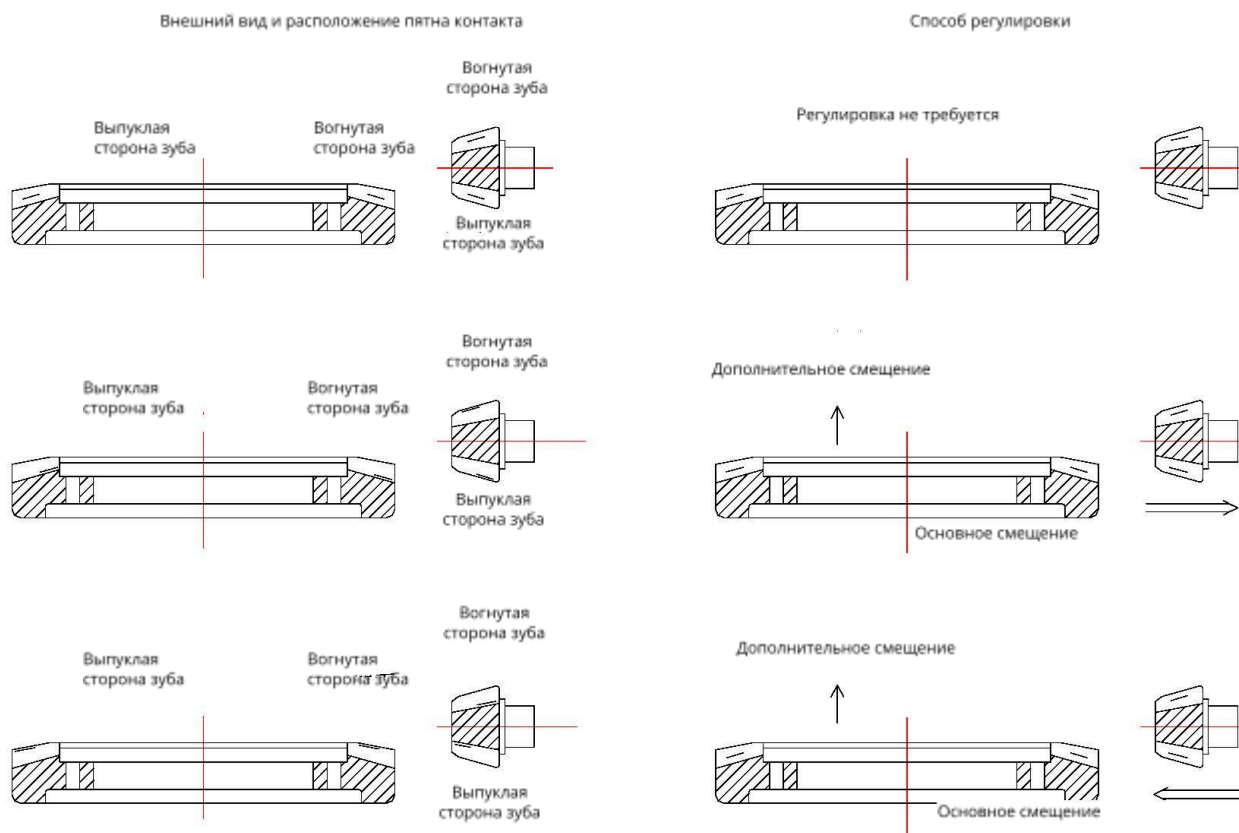 Внешний вид и расположение пятна контакта
Способ регулировки
Вогнутая
сторона зуба
Выпуклая
сторона зуба
Вогнутая
сторона зуба
Регулировка не требуется
Выпуклая
сторона зуба
Вогнутая
сторона зуба
Выпуклая
сторона зуба
Вогнутая
сторона зуба
Дополнительное смещение
Выпуклая
сторона зуба
Основное смещение
Вогнутая
сторона зуба
Выпуклая
сторона зуба
Вогнутая
сторона зуба
Дополнительное смещение
Выпуклая
сторона зуба
Основное смещение